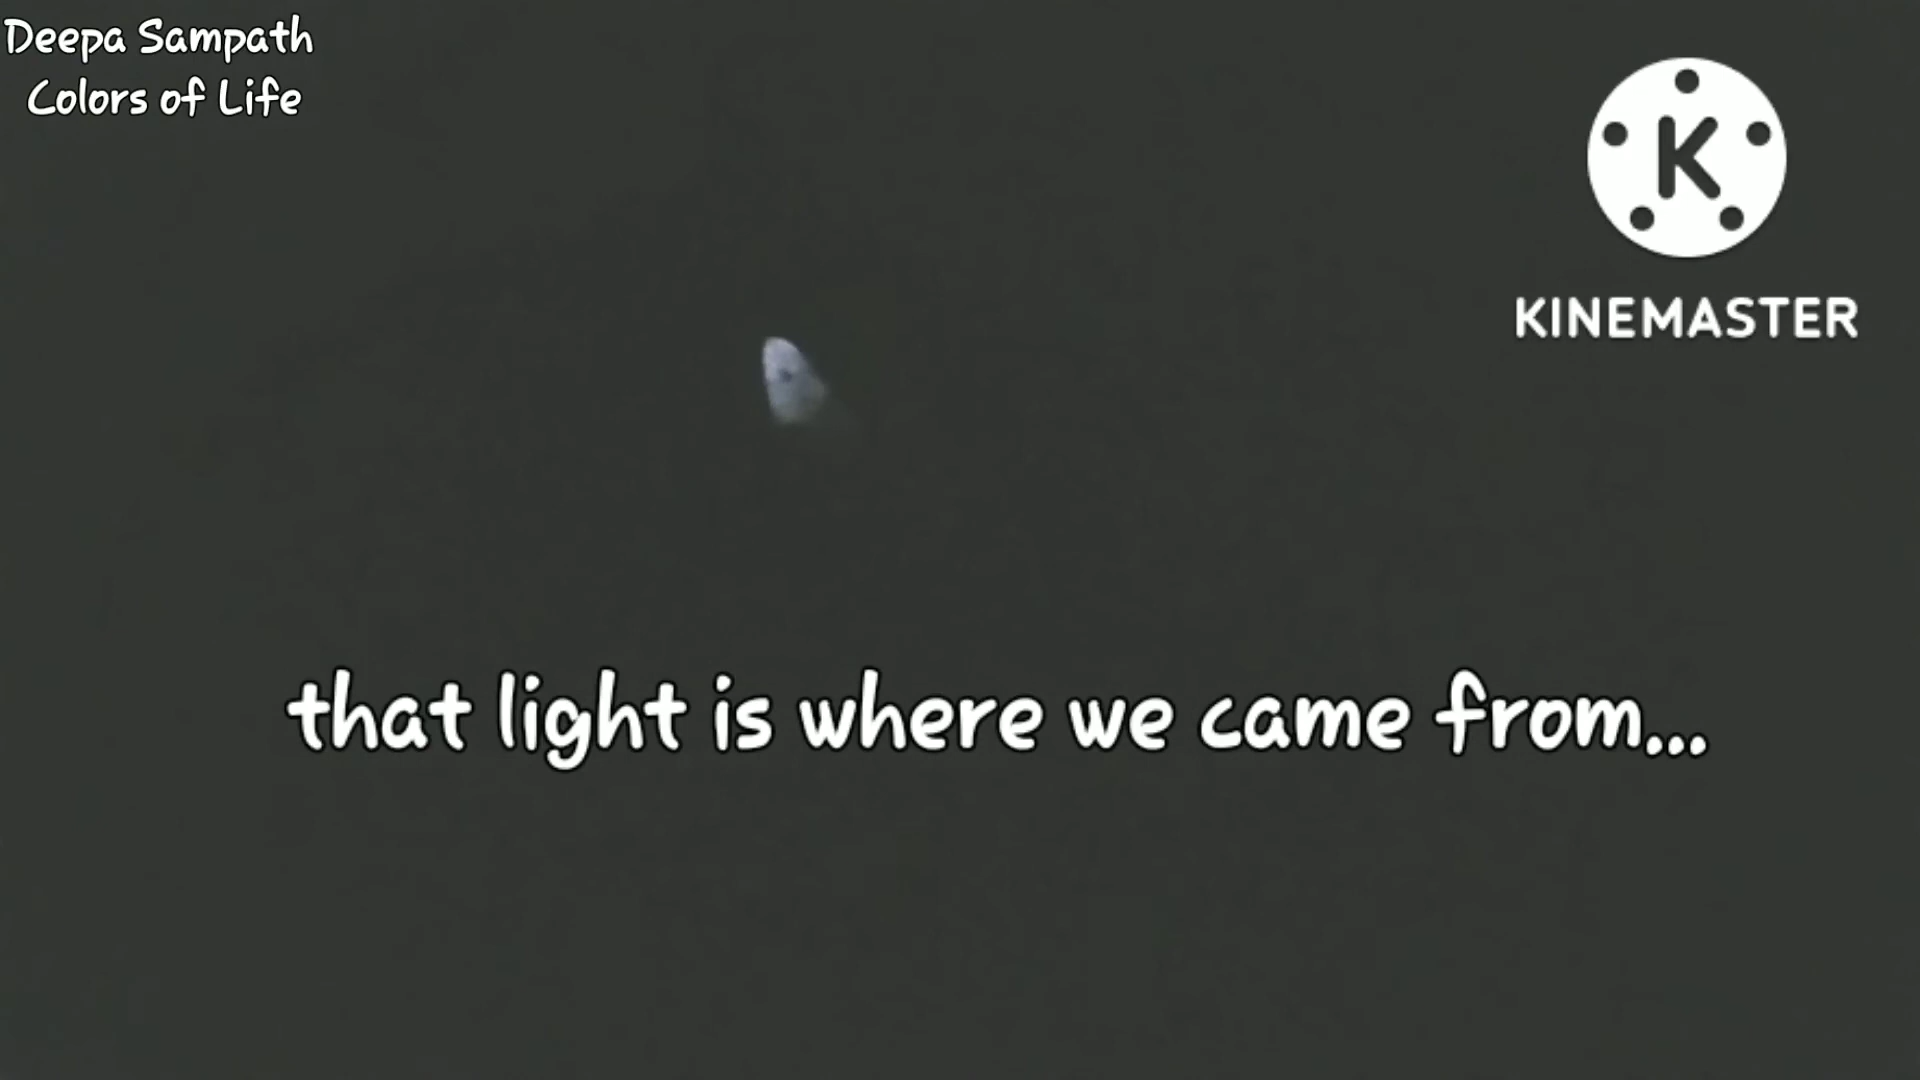 Deepa Sampath
Colors of Life
K
KINEMASTER
that light is where we came from...